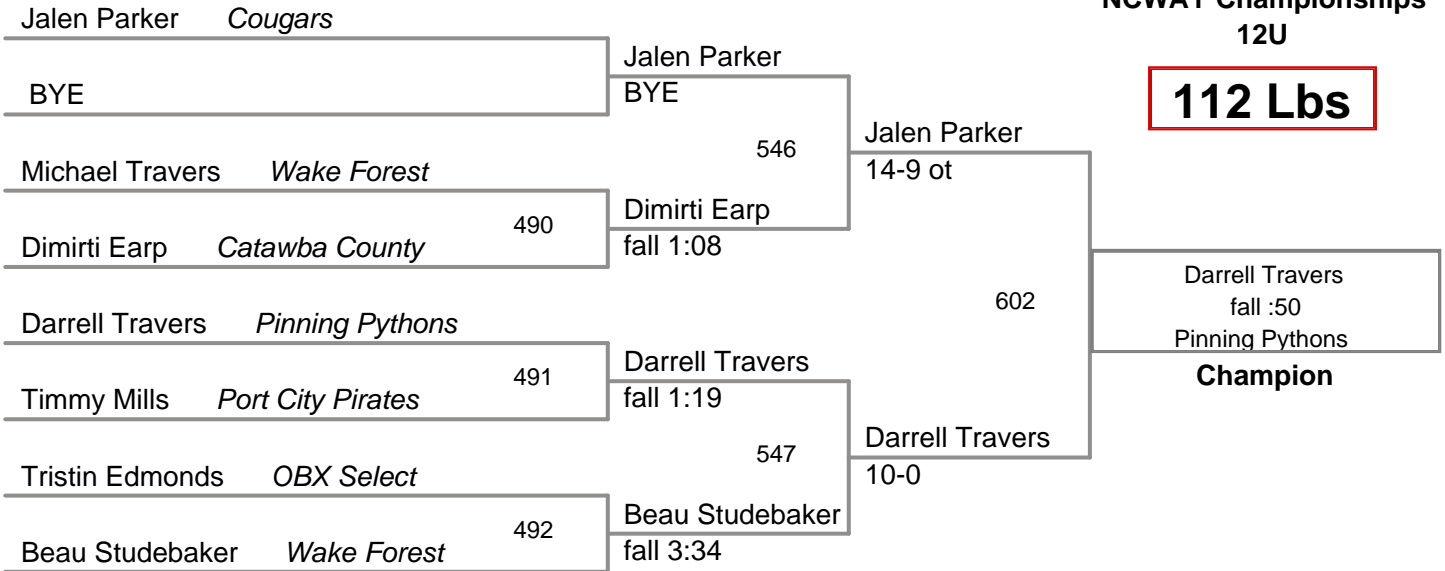 NCWAY Championships
12U
112 Lbs
Jalen Parker Cougars
BYE
Michael Travers Wake Forest
490
Dimirti Earp Catawba County
Darrell Travers Pinning Pythons
491
Timmy Mills Port City Pirates
Tristin Edmonds OBX Select
492
Beau Studebaker Wake Forest
Jalen Parker
BYE
546
Dimirti Earp
fall 1:08
Darrell Travers
fall 1:19
547
Beau Studebaker
fall 3:34
Jalen Parker
14-9 ot
602
Darrell Travers
10-0
Darrell Travers
fall :50
Pinning Pythons
Champion